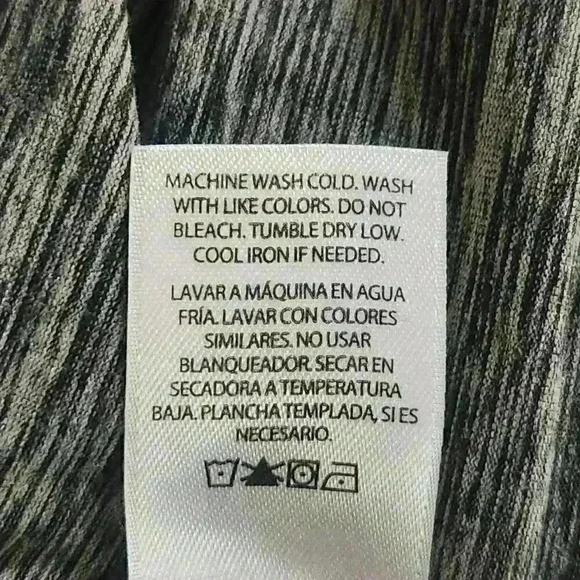 MACHINE WASH COLD. WASH
WITH LIKE COLORS. DO NOT
BLEACH. TUMBLE DRY LOW.
COOL IRON IF NEEDED.
LAVAR A MÁQUINA EN AGUA
FRÍA. LAVAR CON COLORES
SIMILARES. NO USAR
BLANQUEADOR. SECAR EN
SECADORA A TEMPERATURA
BAJA. PLANCHA TEMPLADA, SI ES
NECESARIO.